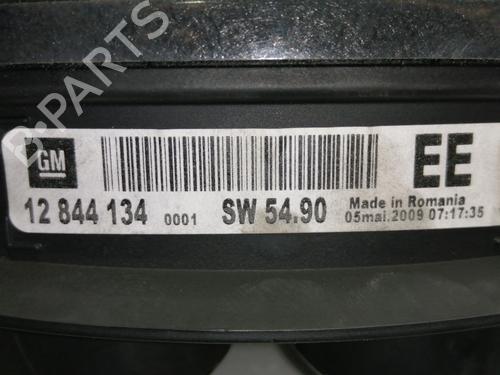 GM
EE
12 844 134 0001 SW 54.90
Made in Romania
05mai.2009 07:17:35
B-PARTS